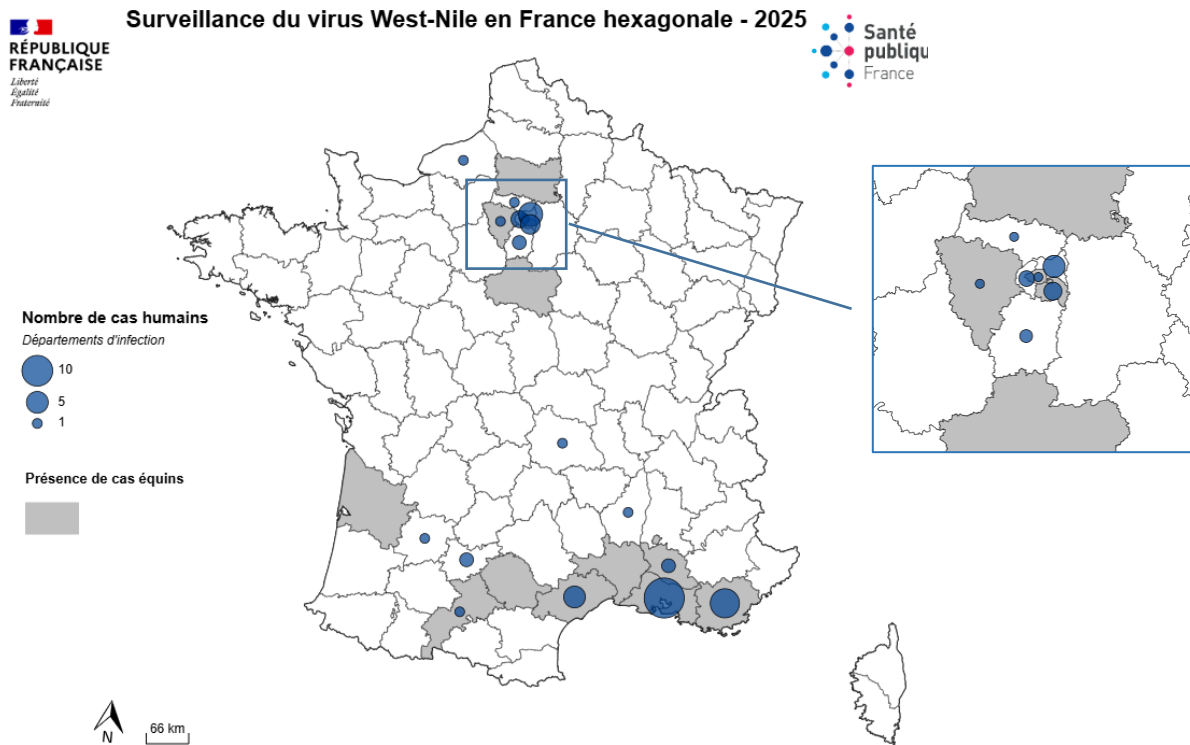 Surveillance du virus West-Nile en France hexagonale - 2025
RÉPUBLIQUE
FRANÇAISE
Liberté
Égalité
Fraternité
Santé
publiqu
France
Nombre de cas humains
Départements d'infection
10
5
1
Présence de cas équins
N
66 km